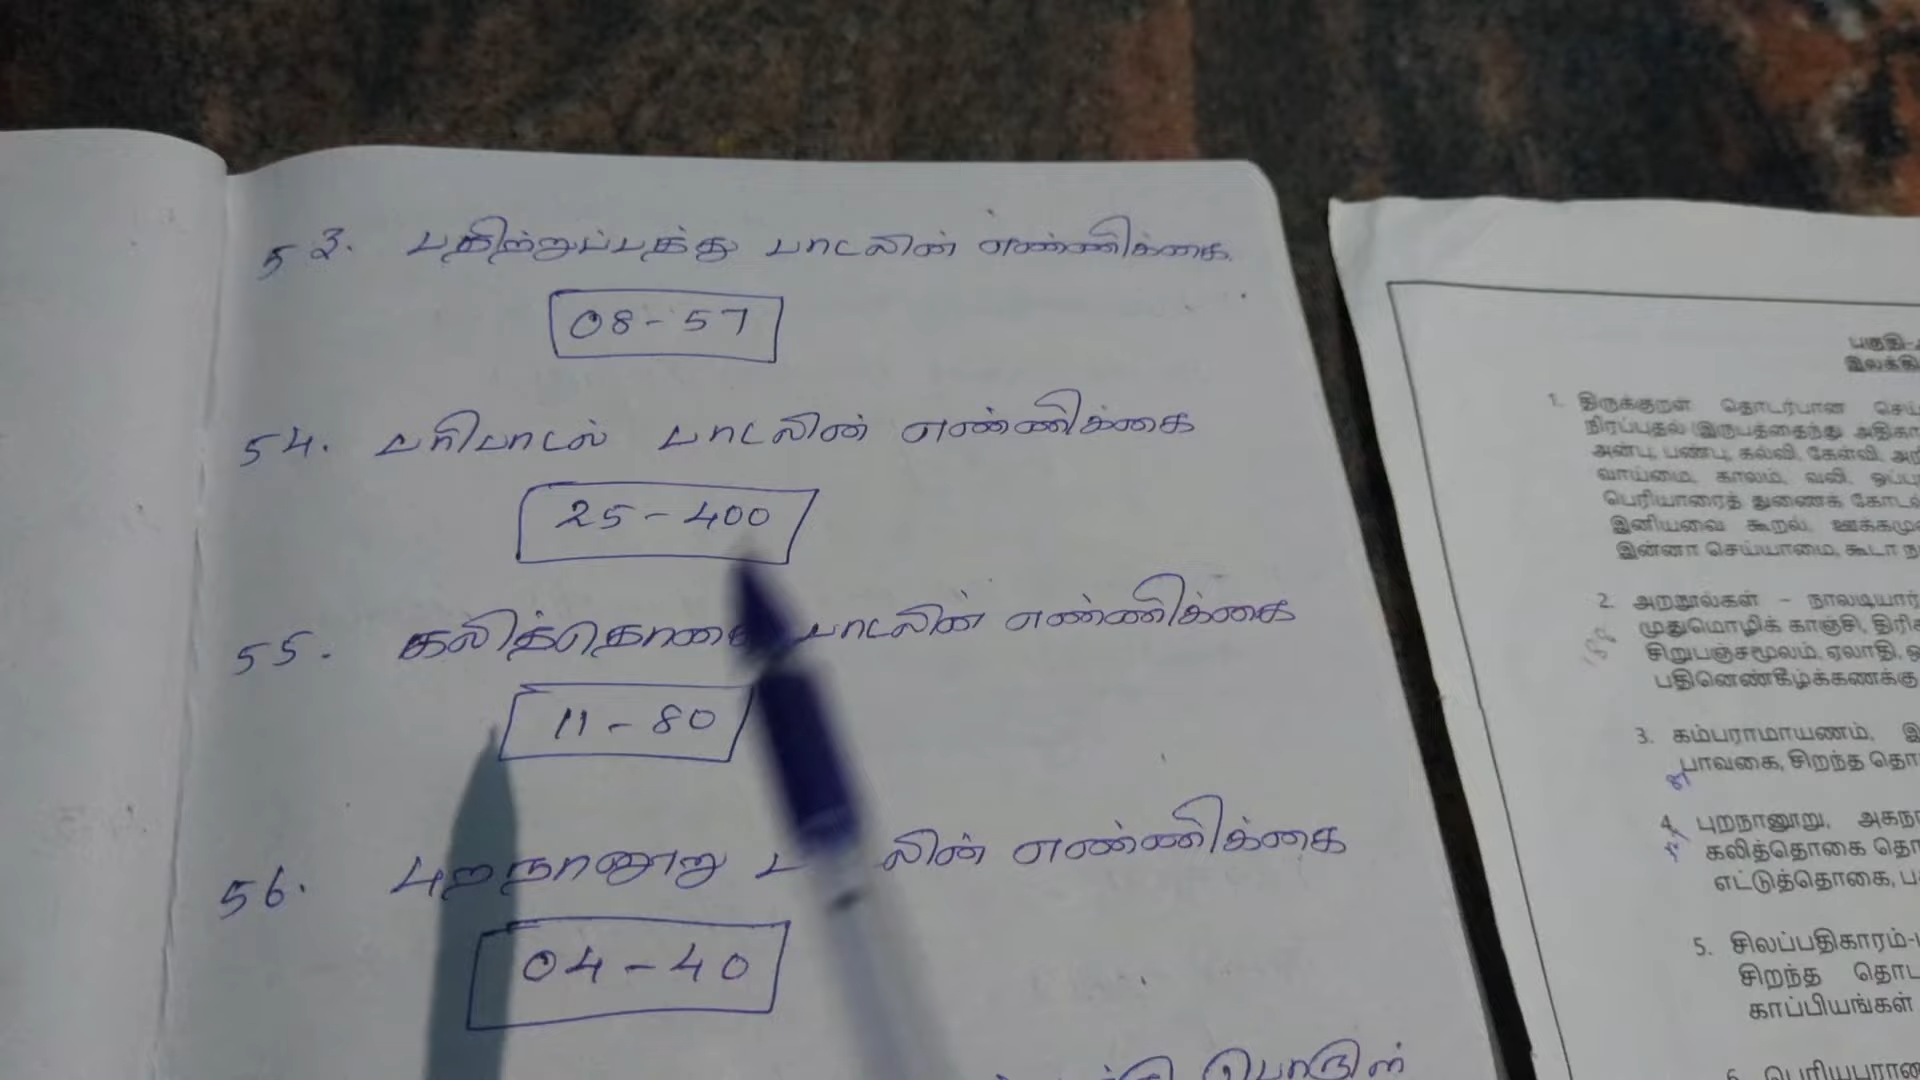 53. பதிற்றுப்பத்து பாடலின் எண்ணிக்கை.
08-57
54. பரிபாடல் பாடலின் எண்ணிக்கை
25-400
55. கலித்தொகை பாடலின் எண்ணிக்கை
11-80
56. புறநானூறு லின் எண்ணிக்கை
04-40
பொருள்
1. திருக்குறள் தொடர்பான
நிரப்புதல் (இருபத்தைந்து
அன்பு, பண்பு, கல்வி, கேள்வி,
வாய்மை, காலம், வலி,
பெரியாரைத் துணைக்
இனியவை கூறல்,
இன்னா செய்யாமை, கூடா
2. அறநூல்கள் – நாலடியார்
முதுமொழிக் காஞ்சி,
சிறுபஞ்சமூலம், ஏலாதி,
பதினெண்கீழ்க்கணக்கு
3. கம்பராமாயணம்,
பாவகை, சிறந்த
4. புறநானூறு,
கலித்தொகை
எட்டுத்தொகை,
5. சிலப்பதிகாரம்-
சிறந்த
காப்பியங்கள்
6.